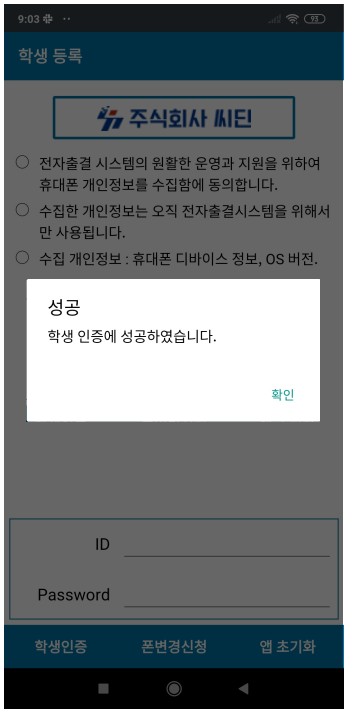 9:03
93
학생 등록
주식회사 씨딘
전자출결 시스템의 원활한 운영과 지원을 위하여
휴대폰 개인정보를 수집함에 동의합니다.
수집한 개인정보는 오직 전자출결시스템을 위해서
만 사용됩니다.
수집 개인정보 : 휴대폰 디바이스 정보, OS 버전.
성공
학생 인증에 성공하였습니다.
확인
ID
Password
학생인증 폰변경신청 앱 초기화